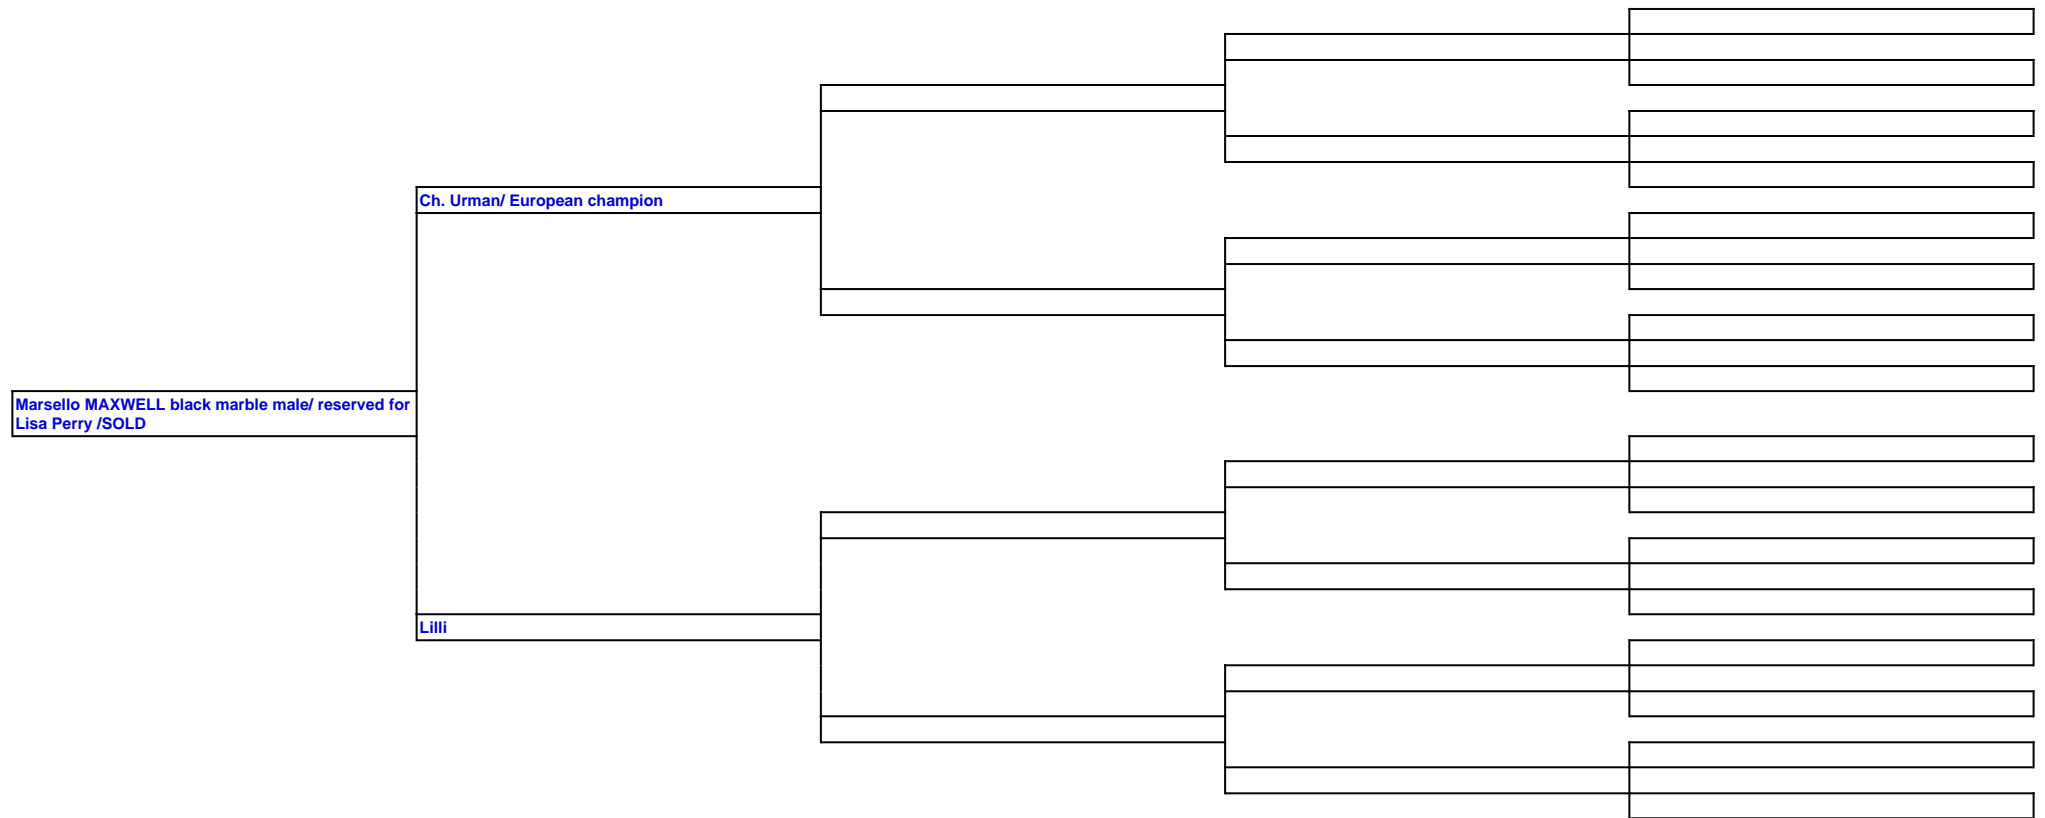 Ch. Urman/ European champion
Marsello MAXWELL black marble male/ reserved for
Lisa Perry /SOLD
Lilli